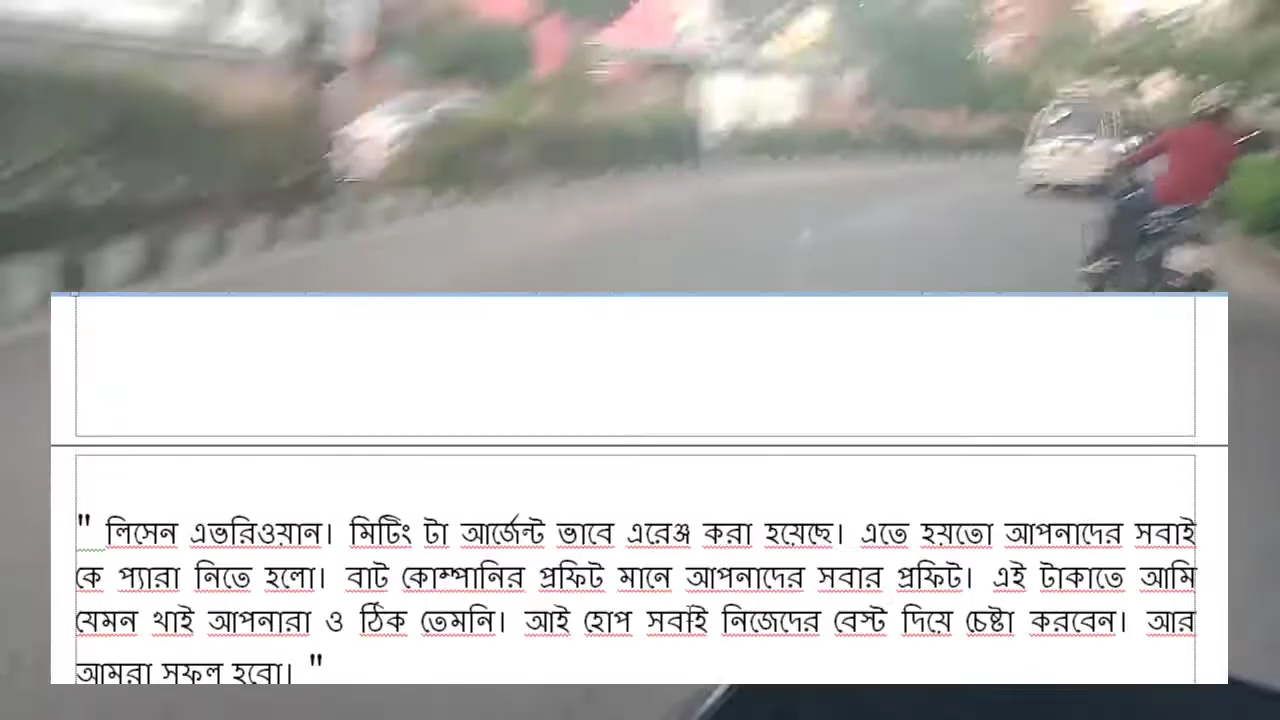 " লিসেন এভরিওয়ান। মিটিং টা আর্জেন্ট ভাবে এরেঞ্জ করা হয়েছে। এতে হয়তো আপনাদের সবাই
কে প্যারা নিতে হলো। বাট কোম্পানির প্রফিট মানে আপনাদের সবার প্রফিট। এই টাকাতে আমি
যেমন খাই আপনারা ও ঠিক তেমনি। আই হোপ সবাই নিজেদের বেস্ট দিয়ে চেষ্টা করবেন। আর
আমরা সফল হবো। "